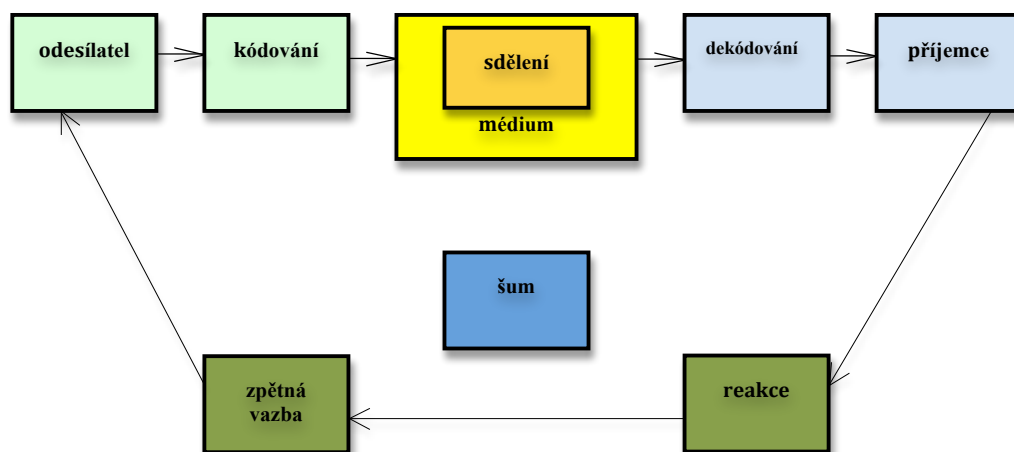 odesílatel
kódování
sdělení
médium
dekódování
příjemce
šum
zpětná
vazba
reakce